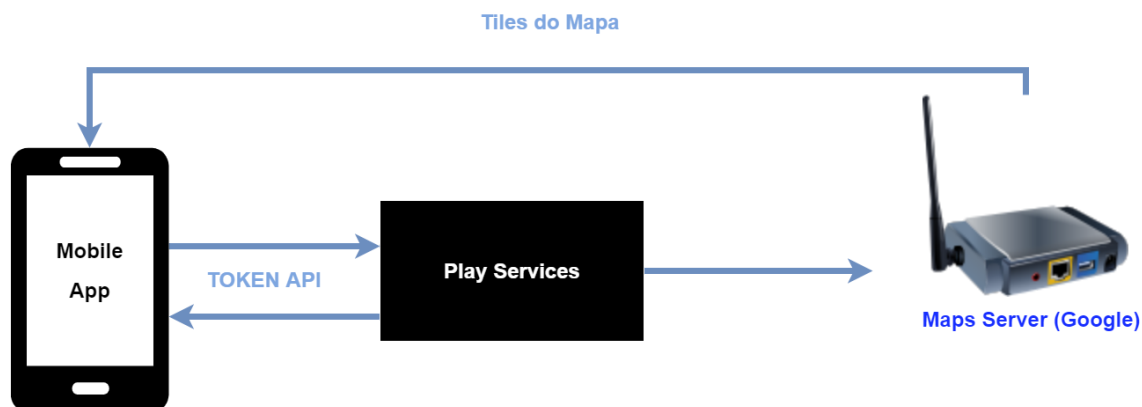 Tiles do Mapa
Mobile
App
TOKEN API
Play Services
Maps Server (Google)